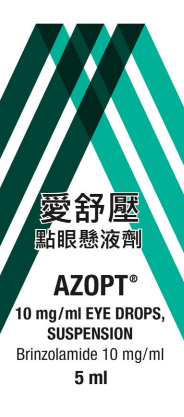 愛舒壓
點眼懸液劑
AZOPT®
10 mg/ml EYE DROPS,
SUSPENSION
Brinzolamide 10 mg/ml
5 ml